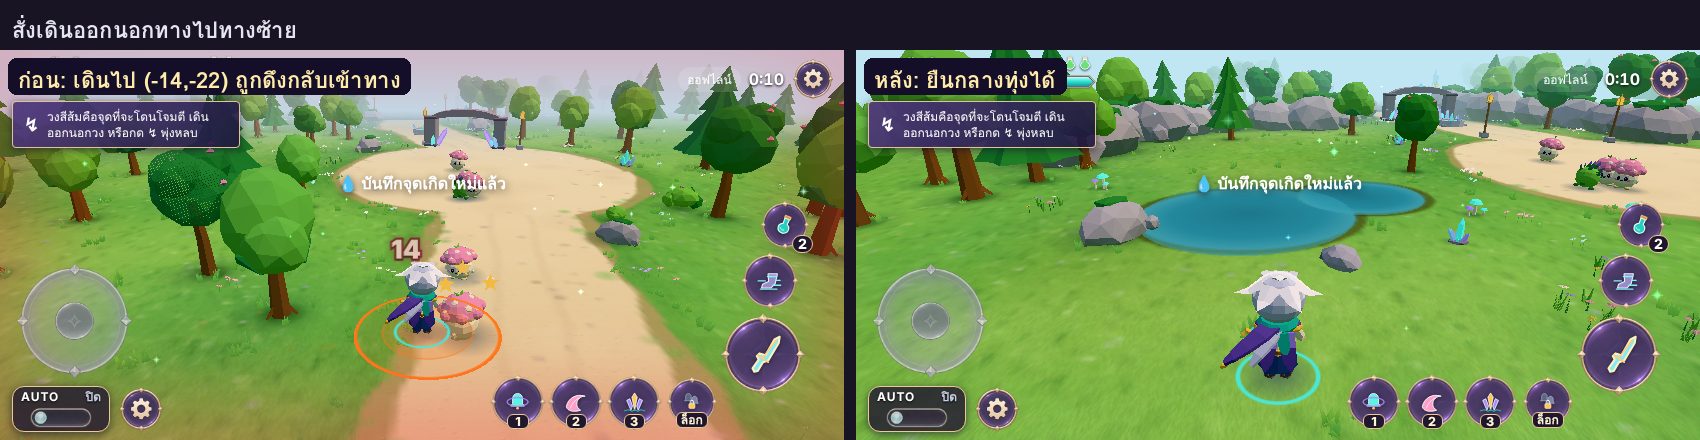 สั่งเดินออกนอกทางไปทางซ้าย
ก่อน: เดินไป (-14,-22) ถูกดึงกลับเข้าทาง
ออฟไลน์ 0:10
วงสีส้มคือจุดที่จะโดนโจมตี เดิน
ออกนอกวง หรือกด ↯ พุ่งหลบ
บันทึกจุดเกิดใหม่แล้ว
14
2
AUTO ปิด
1
2
3
ล็อก
หลัง: ยืนกลางทุ่งได้
ออฟไลน์ 0:10
วงสีส้มคือจุดที่จะโดนโจมตี เดิน
ออกนอกวง หรือกด ↯ พุ่งหลบ
บันทึกจุดเกิดใหม่แล้ว
2
AUTO ปิด
1
2
3
ล็อก